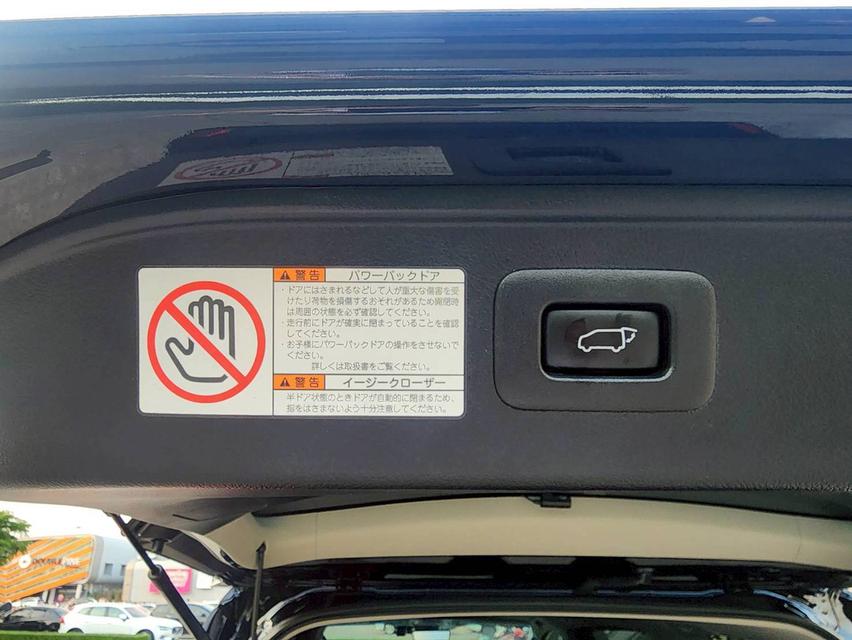 警告 パワーバックドア
・ドアにはさまれるなどして人が重大な傷害を受
けたり荷物を損傷するおそれがあるため開閉時
は周囲の状態を必ず確認してください。
・走行前にドアが確実に閉まっていることを確認
してください。
・お子様にパワーバックドアの操作をさせないで
ください。
詳しくは取扱書をご覧ください。
警告 イージークローザー
半ドア状態のときドアが自動的に閉まるため、
指をはさまないよう十分注意してください。